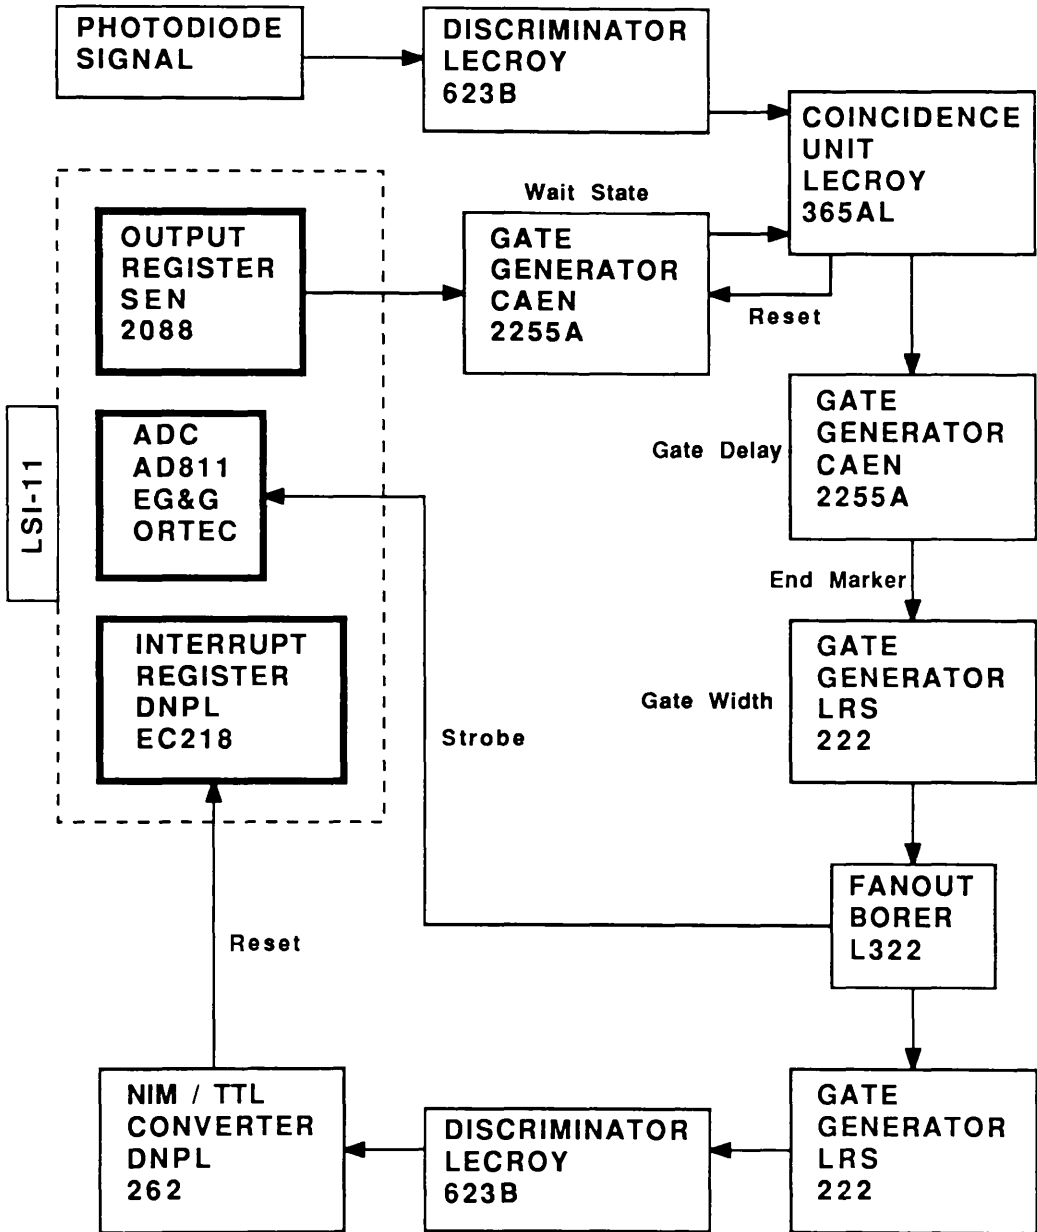 PHOTODIODE
SIGNAL
DISCRIMINATOR
LECROY
623B
COINCIDENCE
UNIT
LECROY
365AL
Wait State
OUTPUT
REGISTER
SEN
2088
GATE
GENERATOR
CAEN
2255A
Reset
LSI-11
ADC
AD811
EG&G
ORTEC
Gate Delay
GATE
GENERATOR
CAEN
2255A
End Marker
INTERRUPT
REGISTER
DNPL
EC218
Strobe
Gate Width
GATE
GENERATOR
LRS
222
FANOUT
BORER
L322
Reset
NIM / TTL
CONVERTER
DNPL
262
DISCRIMINATOR
LECROY
623B
GATE
GENERATOR
LRS
222